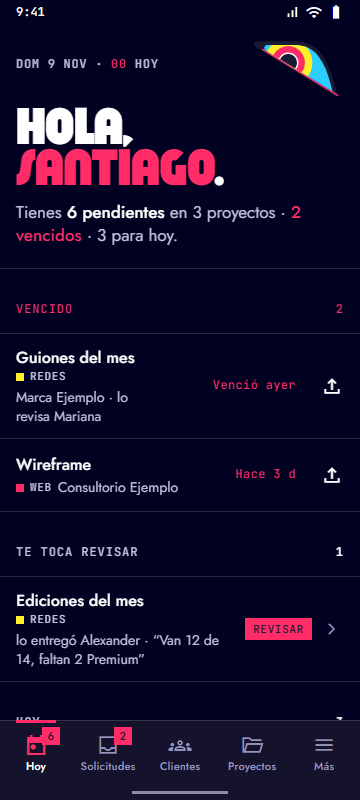 9:41
DOM 9 NOV · 00 HOY
HOLA,
SANTIAGO.
Tienes 6 pendientes en 3 proyectos · 2
vencidos · 3 para hoy.
VENCIDO 2
Guiones del mes
REDES
Marca Ejemplo · lo
revisa Mariana
Venció ayer
Wireframe
WEB Consultorio Ejemplo
Hace 3 d
TE TOCA REVISAR 1
Ediciones del mes
REDES
lo entregó Alexander · “Van 12 de
14, faltan 2 Premium”
REVISAR
HOY 3
6
2
Hoy
Solicitudes
Clientes
Proyectos
Más